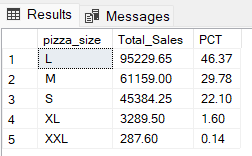 Results Messages
pizza_size Total_Sales PCT
1 L 95229.65 46.37
2 M 61159.00 29.78
3 S 45384.25 22.10
4 XL 3289.50 1.60
5 XXL 287.60 0.14